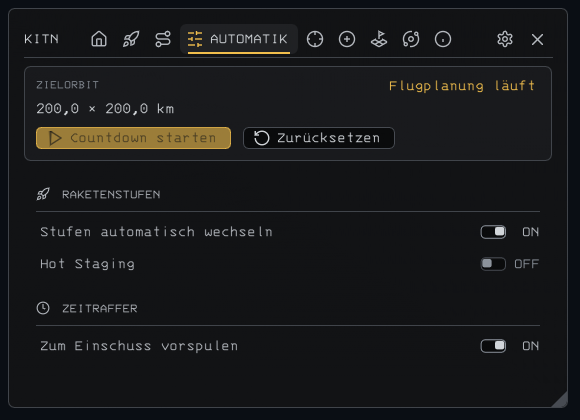 KITN AUTOMATIK
ZIELORBIT
Flugplanung läuft
200,0 × 200,0 km
Countdown starten Zurücksetzen
RAKETENSTUFEN
Stufen automatisch wechseln ON
Hot Staging OFF
ZEITRAFFER
Zum Einschuss vorspulen ON